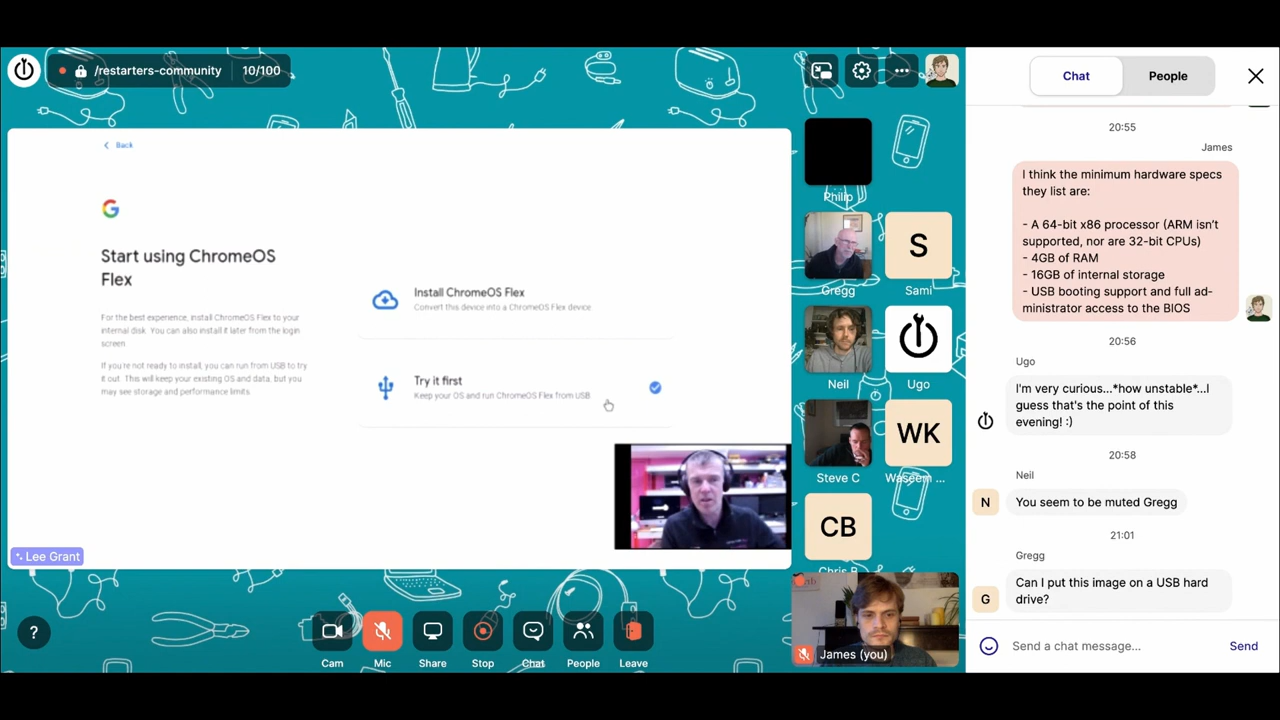 /restarters-community 10/100
Back
Start using ChromeOS
Flex
For the best experience, install ChromeOS Flex to your
internal disk. You can also install it later from the login
screen
If you're not ready to install, you can run from USB to try
it out. This will keep your existing OS and data, but you
may see storage and performance limits.
Install ChromeOS Flex
Convert this device into a ChromeOS Flex device
Try it first
Keep your OS and run ChromeOS Flex from USB
Lee Grant
Philip
Gregg
S
Sami
Neil
Ugo
Steve C
WK
Waseem ...
CB
Chris B
James (you)
?
Cam
Mic
Share
Stop
Chat
People
Leave
Chat
People
20:55
James
I think the minimum hardware specs
they list are:
- A 64-bit x86 processor (ARM isn't
supported, nor are 32-bit CPUs)
- 4GB of RAM
- 16GB of internal storage
- USB booting support and full ad-
ministrator access to the BIOS
20:56
Ugo
I'm very curious...*how unstable*...I
guess that's the point of this
evening! :)
20:58
Neil
N
You seem to be muted Gregg
21:01
Gregg
G
Can I put this image on a USB hard
drive?
Send a chat message...
Send